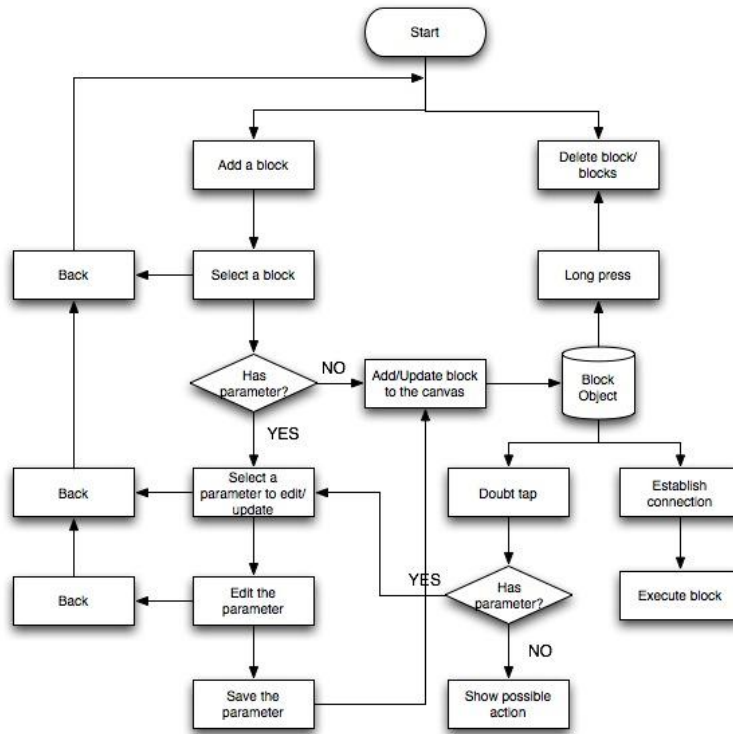 Start
Add a block
Delete block/
blocks
Back
Select a block
Long press
Has
parameter?
NO
Add/Update block
to the canvas
Block
Object
YES
Back
Select a
parameter to edit/
update
Doubt tap
Establish
connection
Back
Edit the
parameter
YES
Has
parameter?
Execute block
NO
Save the
parameter
Show possible
action